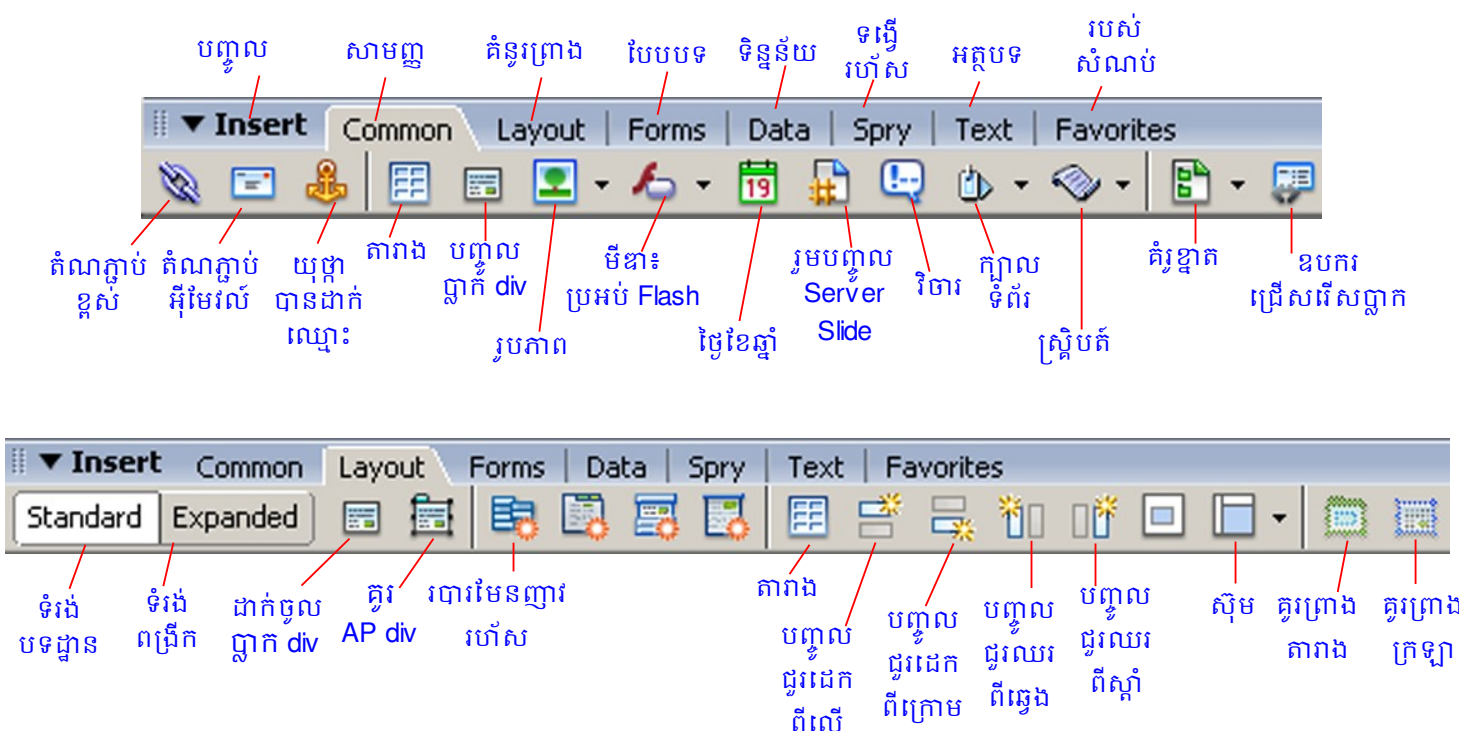 បញ្ចូល
សាមញ្ញ
គំនូរព្រាង
បែបបទ
ទិន្នន័យ
ទង្វើ
រហ័ស
អត្ថបទ
របស់
សំណប់
Insert Common Layout Forms Data Spry Text Favorites
19
តំណភ្ជាប់
ខ្ពស់
តំណភ្ជាប់
អ៊ីមែវល៍
យុថ្កា
បានដាក់
ឈ្មោះ
តារាង
បញ្ចូល
ប្លាក់ div
រូបភាព
មីឌា៖
ប្រអប់ Flash
ថ្ងៃខែឆ្នាំ
រួមបញ្ចូល
Server
Slide
វិចារ
ក្បាល
ទំព័រ
ស្គ្រិបត៍
គំរូខ្នាត
ឧបករ
ជ្រើសរើសប្លាក
Insert Common Layout Forms Data Spry Text Favorites
Standard Expanded
ទំរង់
បទដ្ឋាន
ទំរង់
ពង្រីក
ដាក់ចូល
ប្លាក div
គូរ
AP div
របារមែនញាវ
រហ័ស
តារាង
បញ្ចូល
ជួរដេក
ពីលើ
បញ្ចូល
ជួរដេក
ពីក្រោម
បញ្ចូល
ជួរឈរ
ពីឆ្វេង
បញ្ចូល
ជួរឈរ
ពីស្តាំ
ស៊ុម
គូរព្រាង
តារាង
គូរព្រាង
ក្រឡា